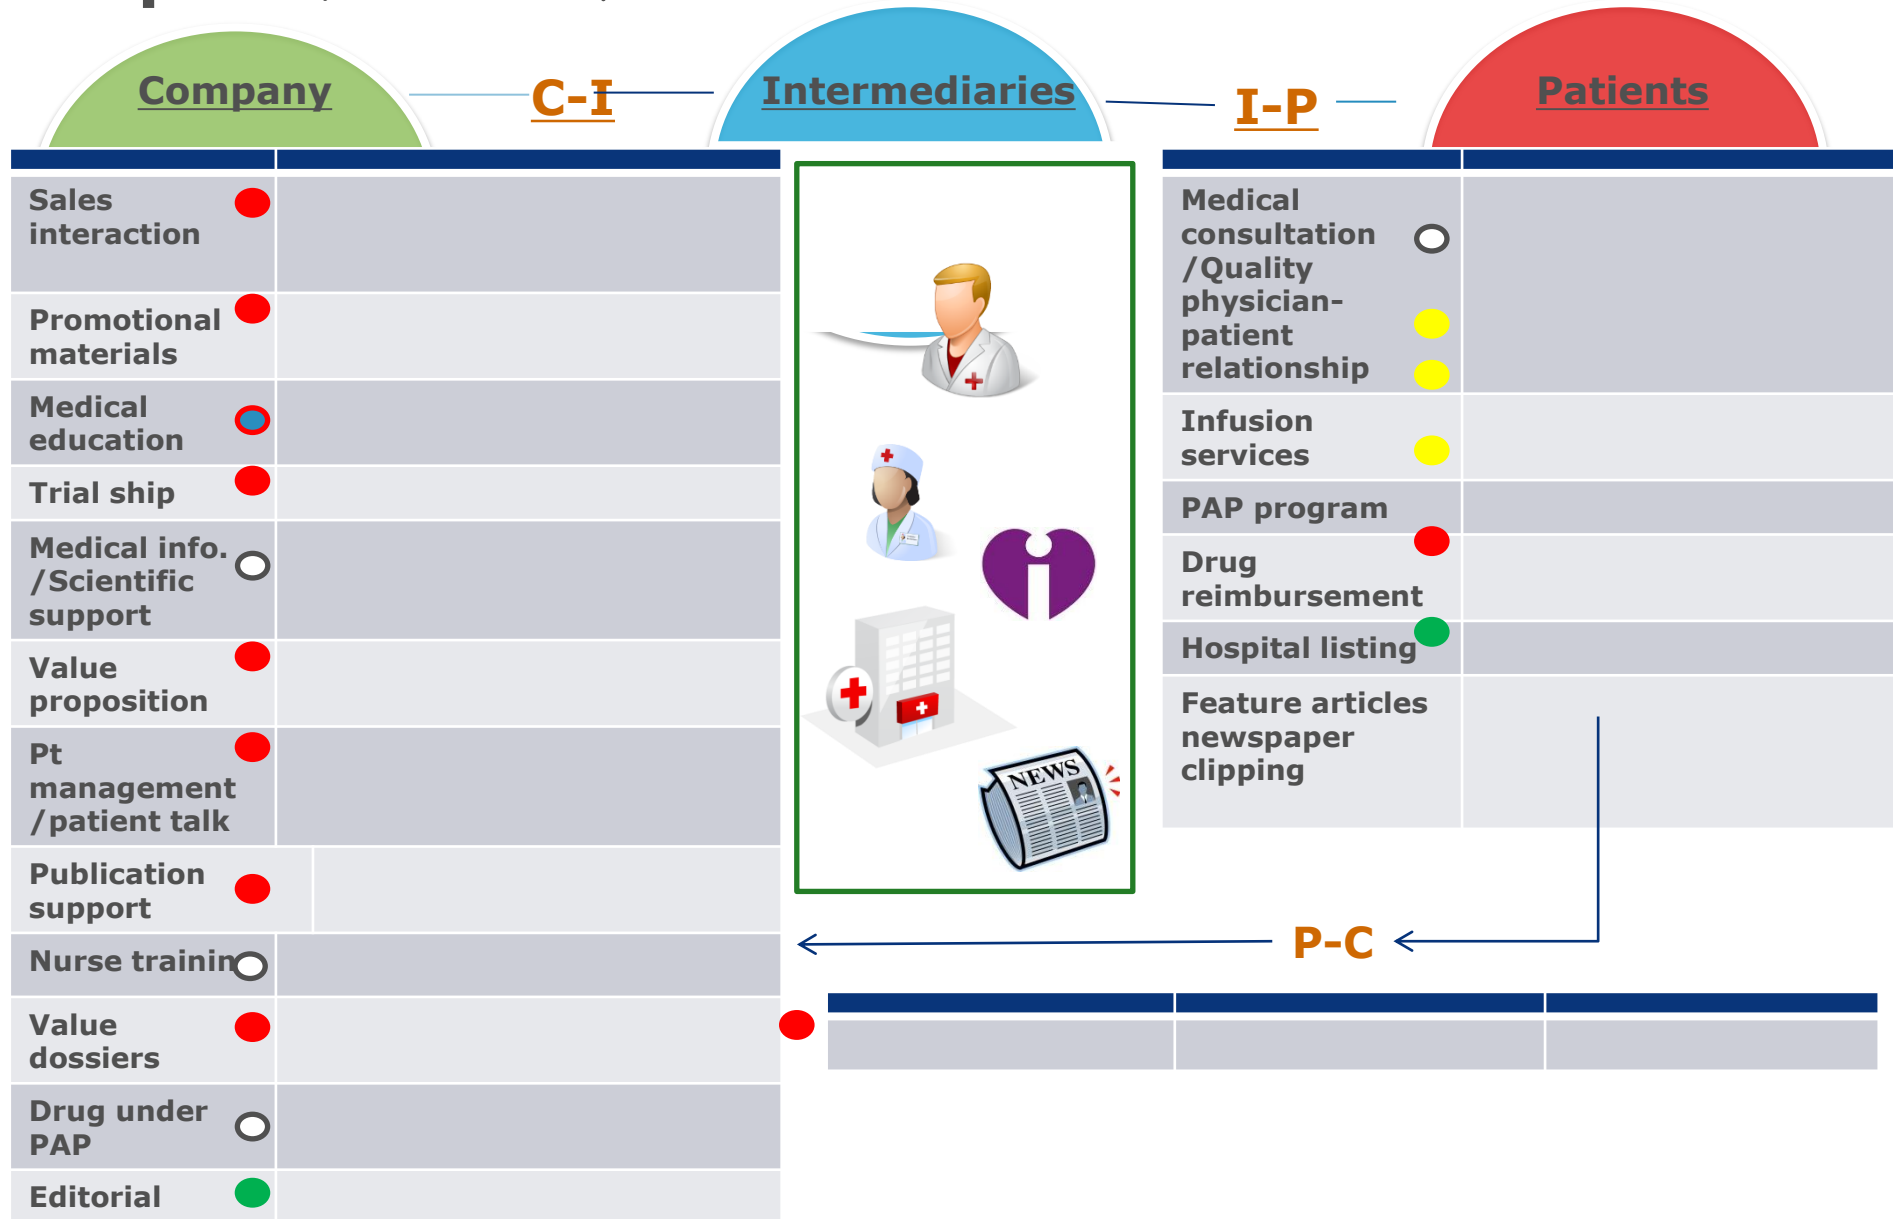 Company
C-I
Intermediaries
I-P
Patients
Sales
interaction
Promotional
materials
Medical
education
Trial ship
Medical info.
/Scientific
support
Value
proposition
Pt
management
/patient talk
Publication
support
Nurse trainin
Value
dossiers
Drug under
PAP
Editorial
NEWS
Medical
consultation
/Quality
physician-
patient
relationship
Infusion
services
PAP program
Drug
reimbursement
Hospital listing
Feature articles
newspaper
clipping
P-C